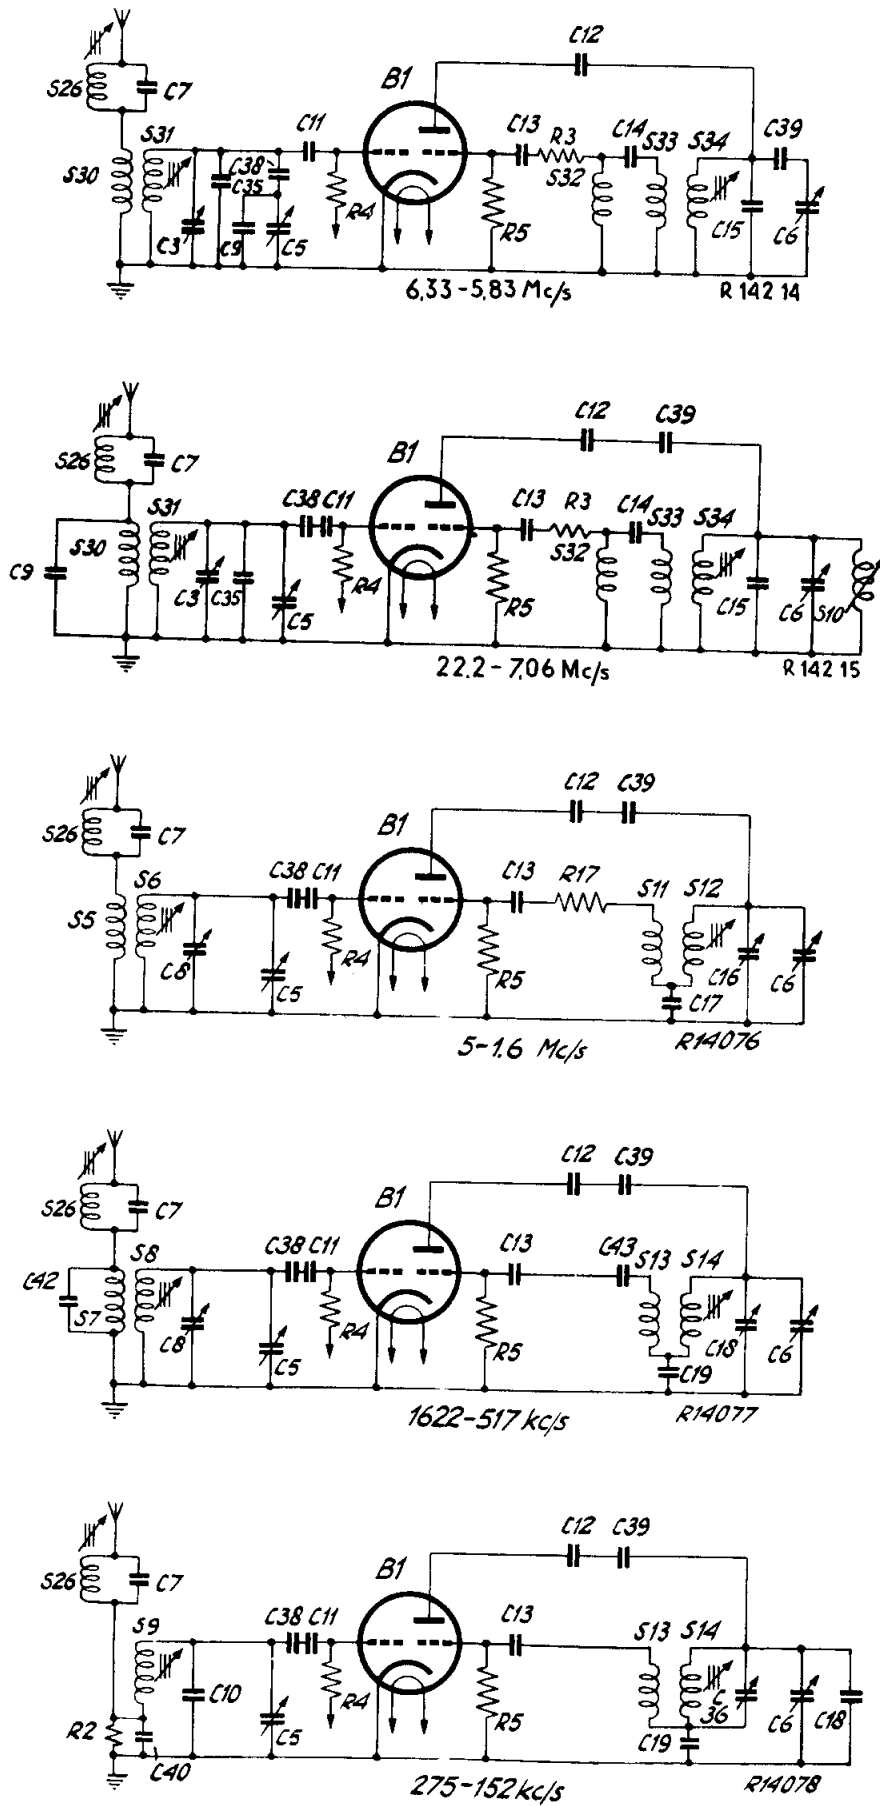 C12
B1
S26 C7
C11 C13 R3 C14 S33 S34 C39
S31 C38
S30 C35 S32
R4
C3 C9 C5 R5 C15 C6
6,33-5,83 Mc/s R 142 14
C12 C39
S26 C7 B1
S31 C38 C11 C13 R3 C14 S33 S34
C9 S30 S32
C3 C35 C5 R4 R5 C15 C6 S10
22,2-7,06 Mc/s R 142 15
C12 C39
S26 C7 B1
S6 C38 C11 C13 R17 S11 S12
S5
C8 C5 R4 R5 C16 C6
C17
5-1.6 Mc/s R14076
C12 C39
S26 C7 B1
S8 C38 C11 C13 C43 S13 S14
C42 S7
C8 C5 R4 R5 C18 C6
C19
1622-517 kc/s R14077
C12 C39
S26 C7 B1
S9 C38 C11 C13 S13 S14
C10 R4 R5 C
36 C6 C18
R2 C5 C19
C40
275-152 kc/s R14078